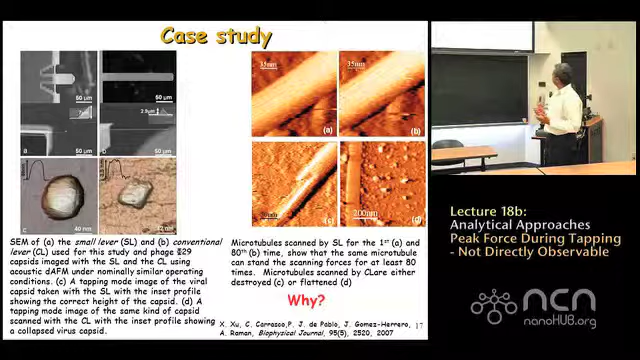 Case study
50 μm
50 μm
2.9μm
B
50 μm
D
50 μm
C
40 nm
35nm
(a)
35nm
(b)
(c)
200nm
(d)
SEM of (a) the small lever (SL) and (b) conventional
lever (CL) used for this study and phage ϕ29
capsids imaged with the SL and the CL using
acoustic dAFM under nominally similar operating
conditions. (c) A tapping mode image of the viral
capsid taken with the SL with the inset profile
showing the correct height of the capsid. (d) A
tapping mode image of the same kind of capsid
scanned with the CL with the inset profile showing
a collapsed virus capsid.
Microtubules scanned by SL for the 1st (a) and
80th (b) time, show that the same microtubule
can stand the scanning forces for at least 80
times. Microtubules scanned by CLare either
destroyed (c) or flattened (d)
Why?
X. Xu, C. Carrasco,P. J. de Pablo, J. Gomez-Herrero,
A. Raman, Biophysical Journal, 95(5), 2520, 2007
17
Lecture 18b:
Analytical Approaches
Peak Force During Tapping
- Not Directly Observable
ncn
nanoHUB.org